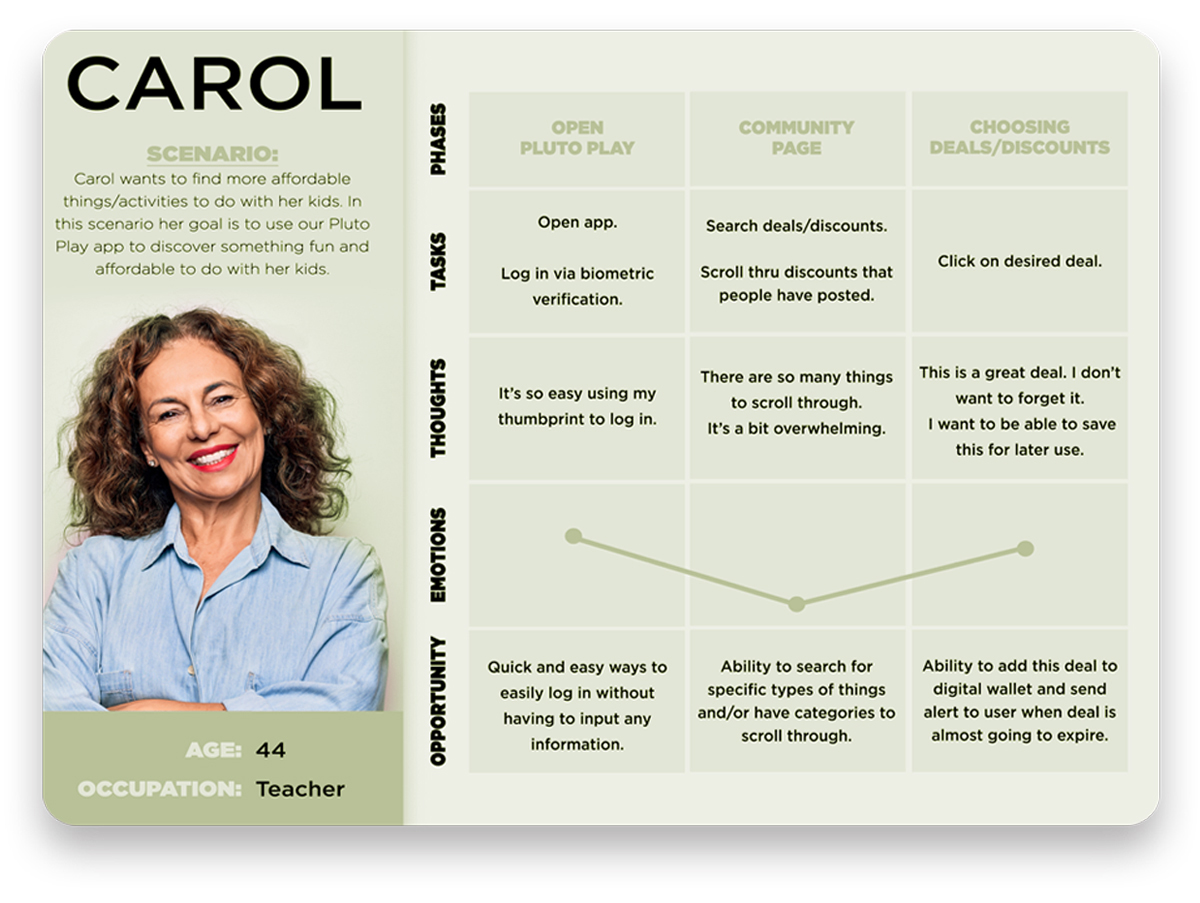 CAROL
SCENARIO:
Carol wants to find more affordable
things/activities to do with her kids. In
this scenario her goal is to use our Pluto
Play app to discover something fun and
affordable to do with her kids.
AGE: 44
OCCUPATION: Teacher
PHASES
OPEN
PLUTO PLAY
COMMUNITY
PAGE
CHOOSING
DEALS/DISCOUNTS
TASKS
Open app.
Log in via biometric
verification.
Search deals/discounts.
Scroll thru discounts that
people have posted.
Click on desired deal.
THOUGHTS
It’s so easy using my
thumbprint to log in.
There are so many things
to scroll through.
It’s a bit overwhelming.
This is a great deal. I don’t
want to forget it.
I want to be able to save
this for later use.
EMOTIONS
OPPORTUNITY
Quick and easy ways to
easily log in without
having to input any
information.
Ability to search for
specific types of things
and/or have categories to
scroll through.
Ability to add this deal to
digital wallet and send
alert to user when deal is
almost going to expire.